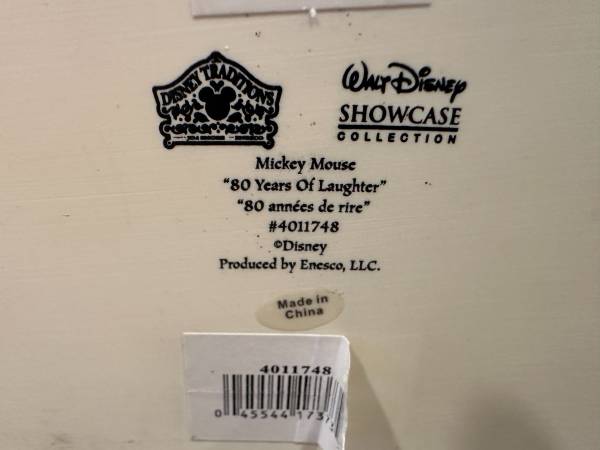 DISNEY TRADITIONS
WALT DISNEY
SHOWCASE
COLLECTION
Mickey Mouse
"80 Years Of Laughter"
"80 années de rire"
#4011748
©Disney
Produced by Enesco, LLC.
Made in
China
4011748
0 45544 173